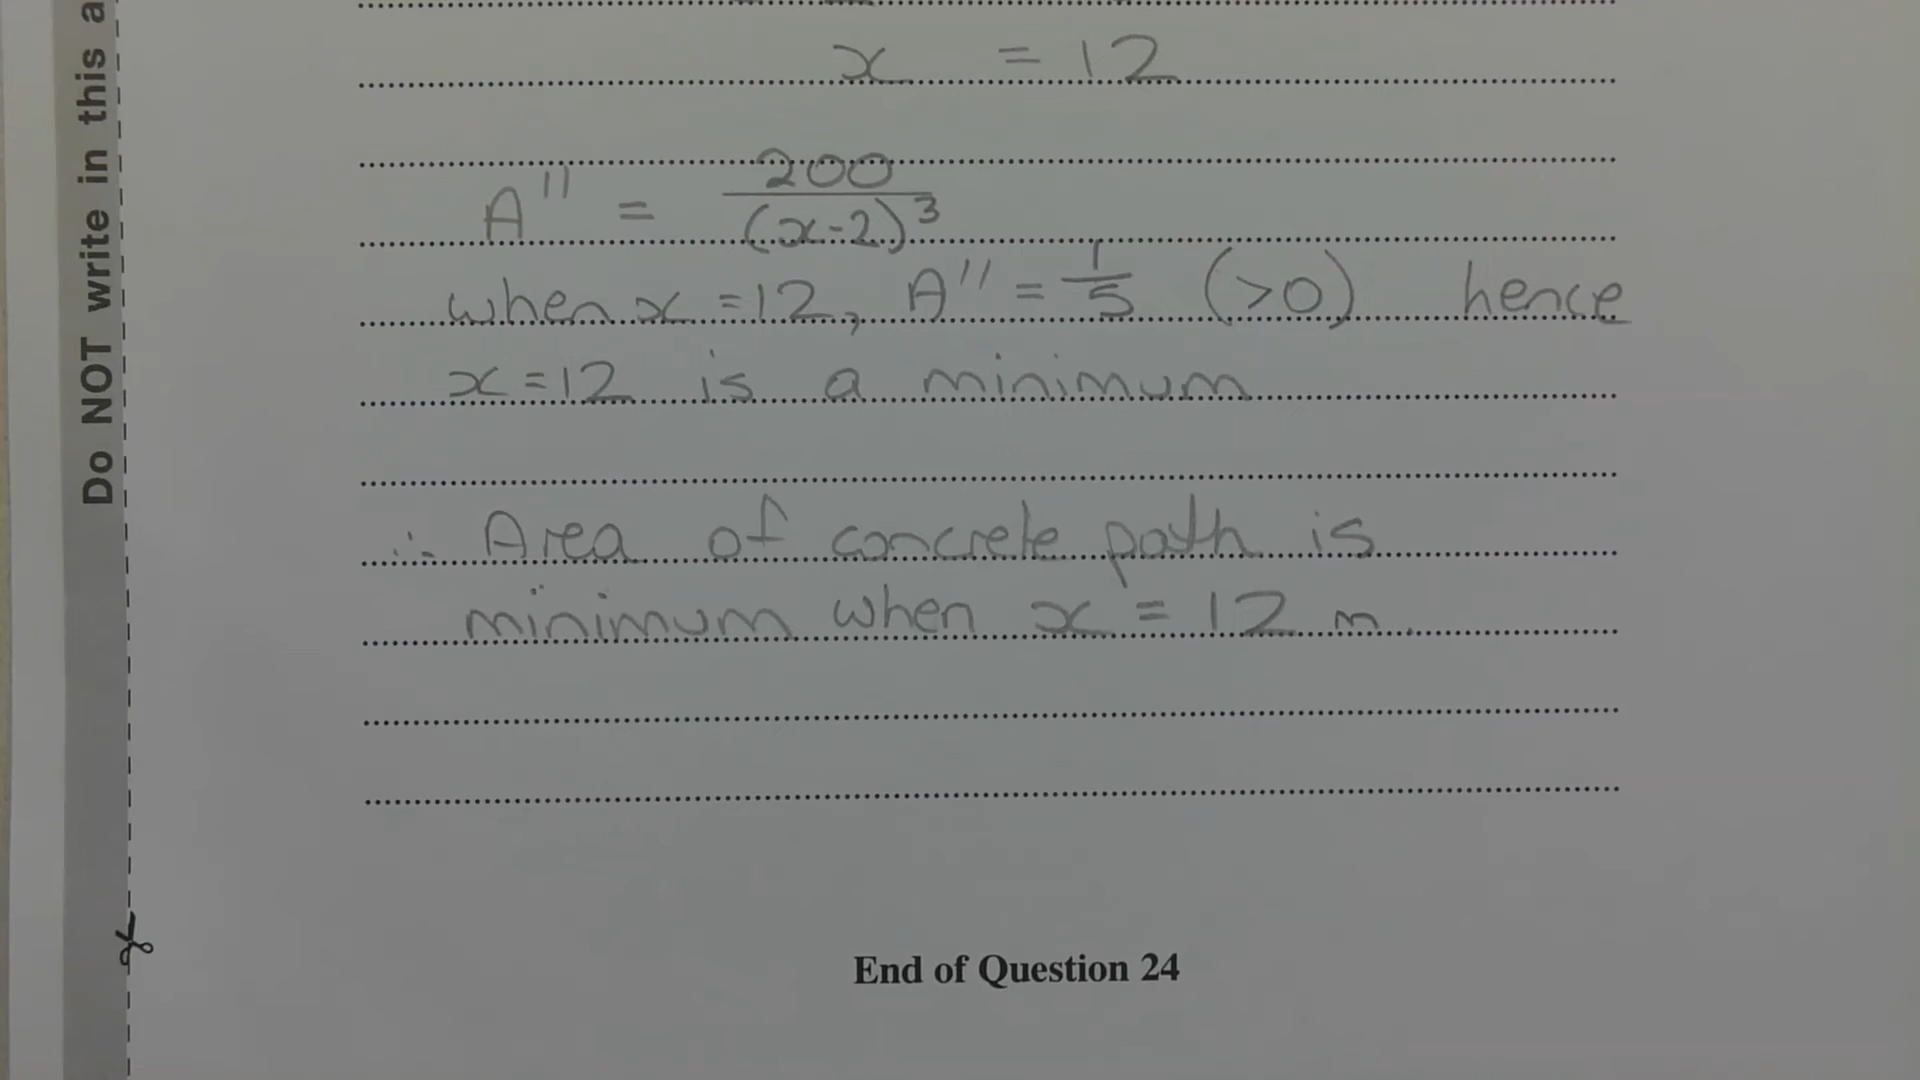 Do NOT write in this a
x = 12
A'' = 200/(x-2)³
when x = 12, A'' = 1/5 (>0) hence
x = 12 is a minimum
∴ Area of concrete path is
minimum when x = 12 m.
End of Question 24